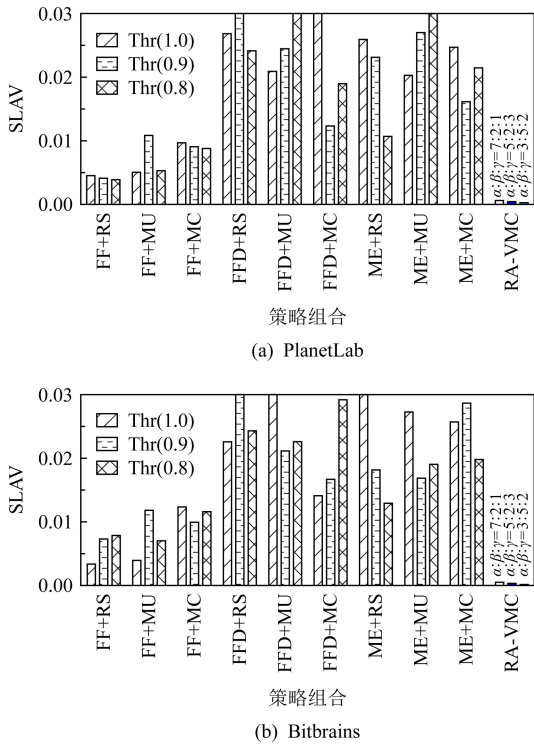 0.03
Thr(1.0)
Thr(0.9)
Thr(0.8)
0.02
SLAV
0.01
α:β:γ=7:2:1
α:β:γ=5:2:3
α:β:γ=3:5:2
0.00
FF+RS
FF+MU
FF+MC
FFD+RS
FFD+MU
FFD+MC
ME+RS
ME+MU
ME+MC
RA-VMC
策略组合
(a) PlanetLab
0.03
Thr(1.0)
Thr(0.9)
Thr(0.8)
0.02
SLAV
0.01
α:β:γ=7:2:1
α:β:γ=5:2:3
α:β:γ=3:5:2
0.00
FF+RS
FF+MU
FF+MC
FFD+RS
FFD+MU
FFD+MC
ME+RS
ME+MU
ME+MC
RA-VMC
策略组合
(b) Bitbrains